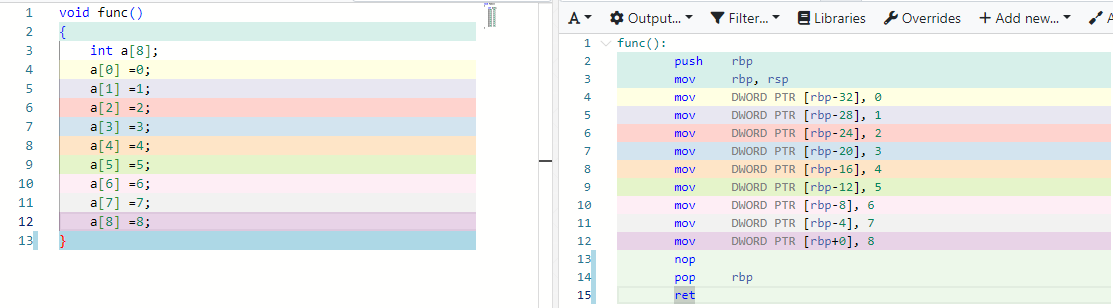 1 void func()
2 {
3 int a[8];
4 a[0] =0;
5 a[1] =1;
6 a[2] =2;
7 a[3] =3;
8 a[4] =4;
9 a[5] =5;
10 a[6] =6;
11 a[7] =7;
12 a[8] =8;
13 }
A Output... Filter... Libraries Overrides + Add new... A
1 func():
2 push rbp
3 mov rbp, rsp
4 mov DWORD PTR [rbp-32], 0
5 mov DWORD PTR [rbp-28], 1
6 mov DWORD PTR [rbp-24], 2
7 mov DWORD PTR [rbp-20], 3
8 mov DWORD PTR [rbp-16], 4
9 mov DWORD PTR [rbp-12], 5
10 mov DWORD PTR [rbp-8], 6
11 mov DWORD PTR [rbp-4], 7
12 mov DWORD PTR [rbp+0], 8
13 nop
14 pop rbp
15 ret